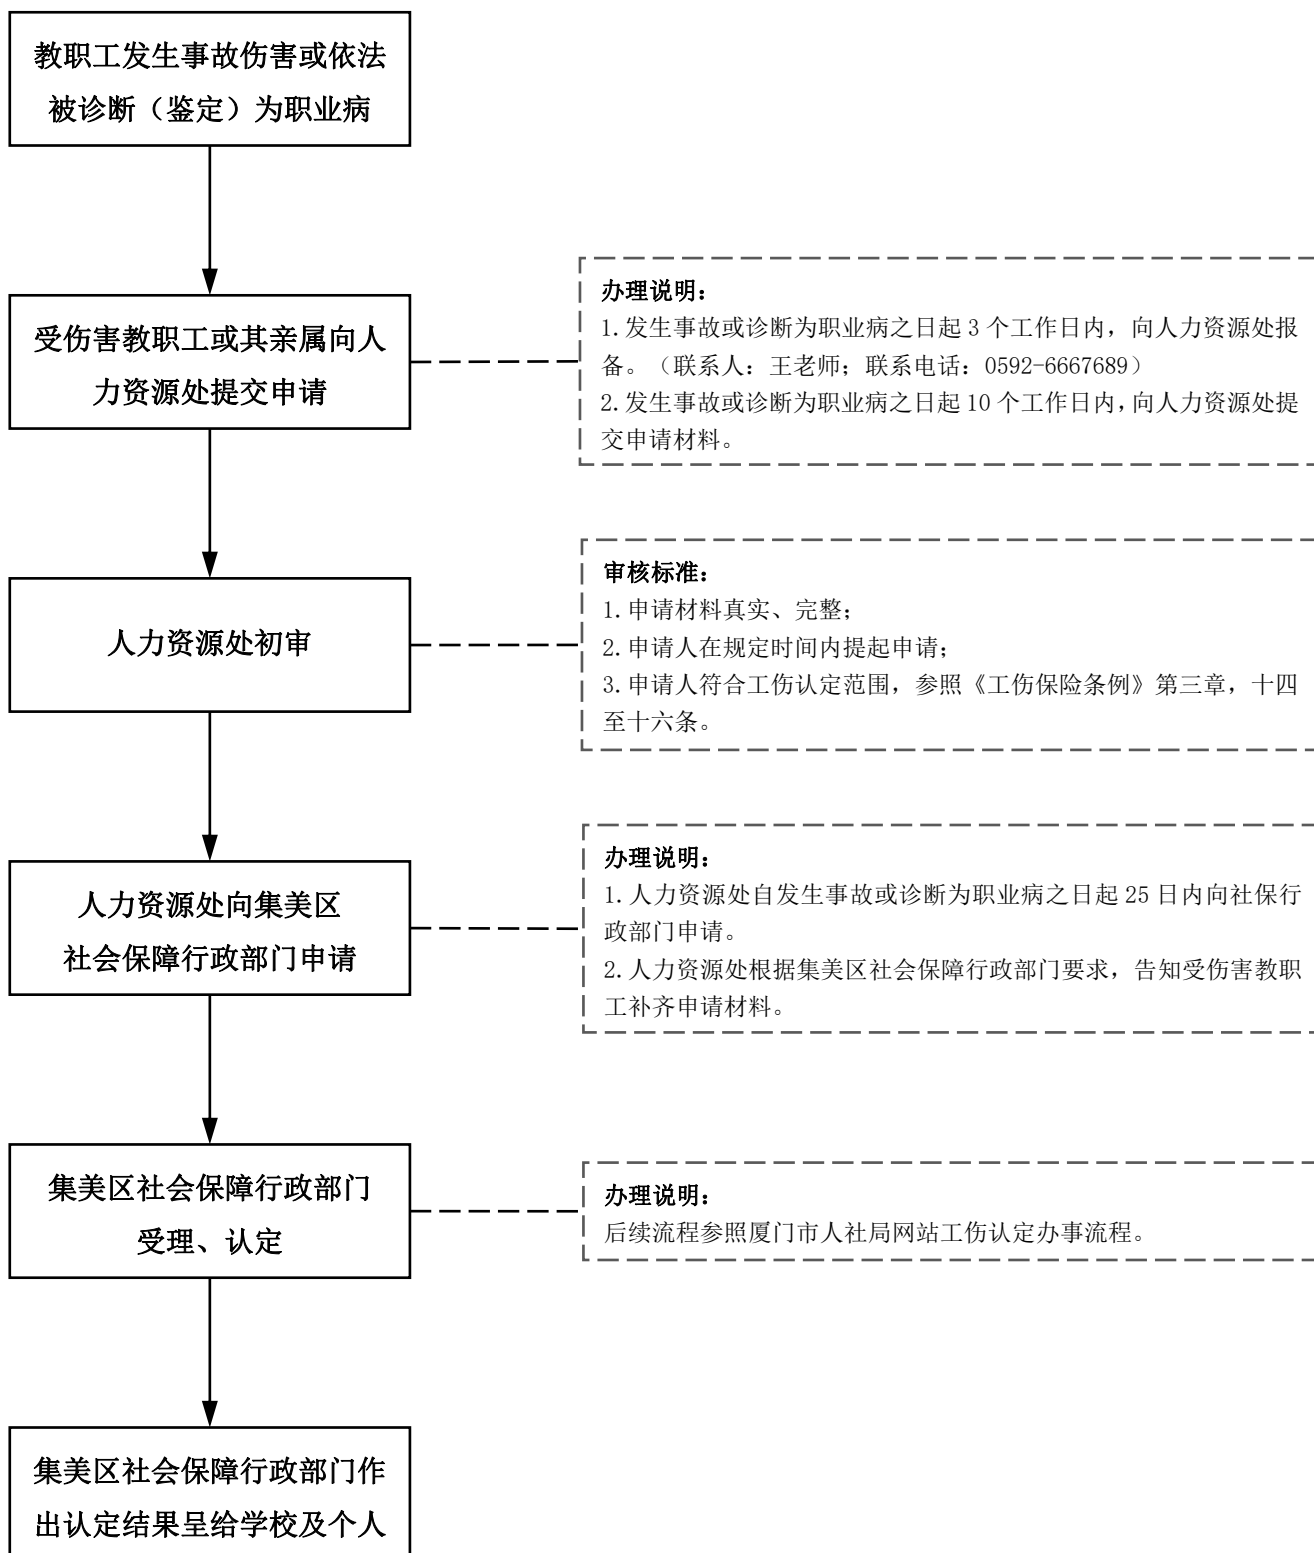 教职工发生事故伤害或依法
被诊断（鉴定）为职业病
受伤害教职工或其亲属向人
力资源处提交申请
办理说明：
1.发生事故或诊断为职业病之日起 3 个工作日内，向人力资源处报
备。（联系人：王老师；联系电话：0592-6667689）
2.发生事故或诊断为职业病之日起 10 个工作日内，向人力资源处提
交申请材料。
人力资源处初审
审核标准：
1.申请材料真实、完整；
2.申请人在规定时间内提起申请；
3.申请人符合工伤认定范围，参照《工伤保险条例》第三章，十四
至十六条。
人力资源处向集美区
社会保障行政部门申请
办理说明：
1.人力资源处自发生事故或诊断为职业病之日起 25 日内向社保行
政部门申请。
2.人力资源处根据集美区社会保障行政部门要求，告知受伤害教职
工补齐申请材料。
集美区社会保障行政部门
受理、认定
办理说明：
后续流程参照厦门市人社局网站工伤认定办事流程。
集美区社会保障行政部门作
出认定结果呈给学校及个人